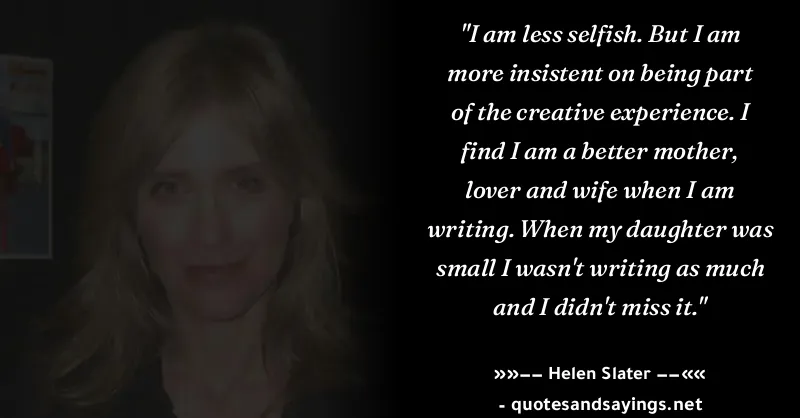 "I am less selfish. But I am
more insistent on being part
of the creative experience. I
find I am a better mother,
lover and wife when I am
writing. When my daughter was
small I wasn't writing as much
and I didn't miss it."
»»–– Helen Slater ––««
- quotesandsayings.net